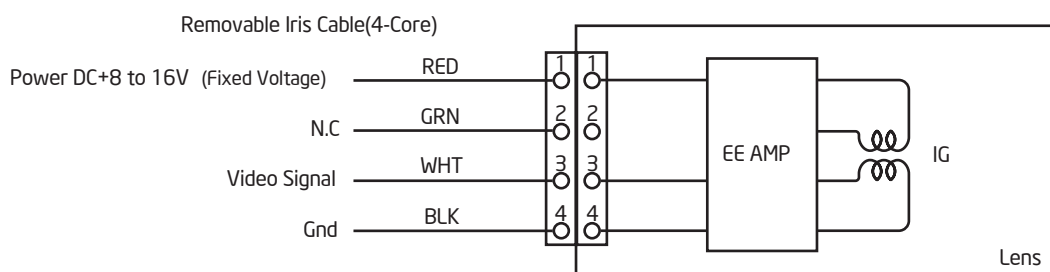 Removable Iris Cable(4-Core)
Power DC+8 to 16V (Fixed Voltage) RED 1 1
N.C GRN 2 2
Video Signal WHT 3 3
Gnd BLK 4 4
EE AMP
IG
Lens